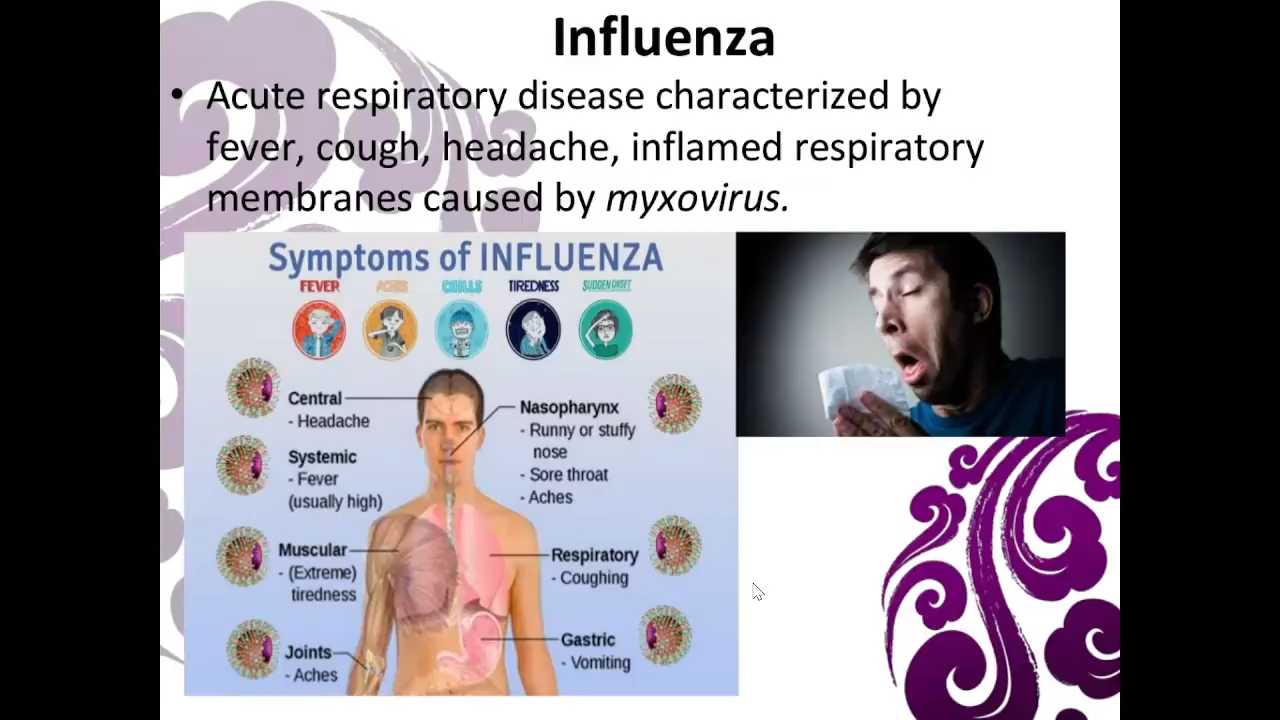 Influenza
• Acute respiratory disease characterized by
fever, cough, headache, inflamed respiratory
membranes caused by myxovirus.
Symptoms of INFLUENZA
FEVER
ACHES
CHILLS
TIREDNESS
SUDDEN ONSET
Central
- Headache
Systemic
- Fever
(usually high)
Muscular
- (Extreme)
tiredness
Joints
- Aches
Nasopharynx
- Runny or stuffy
nose
- Sore throat
- Aches
Respiratory
- Coughing
Gastric
- Vomiting